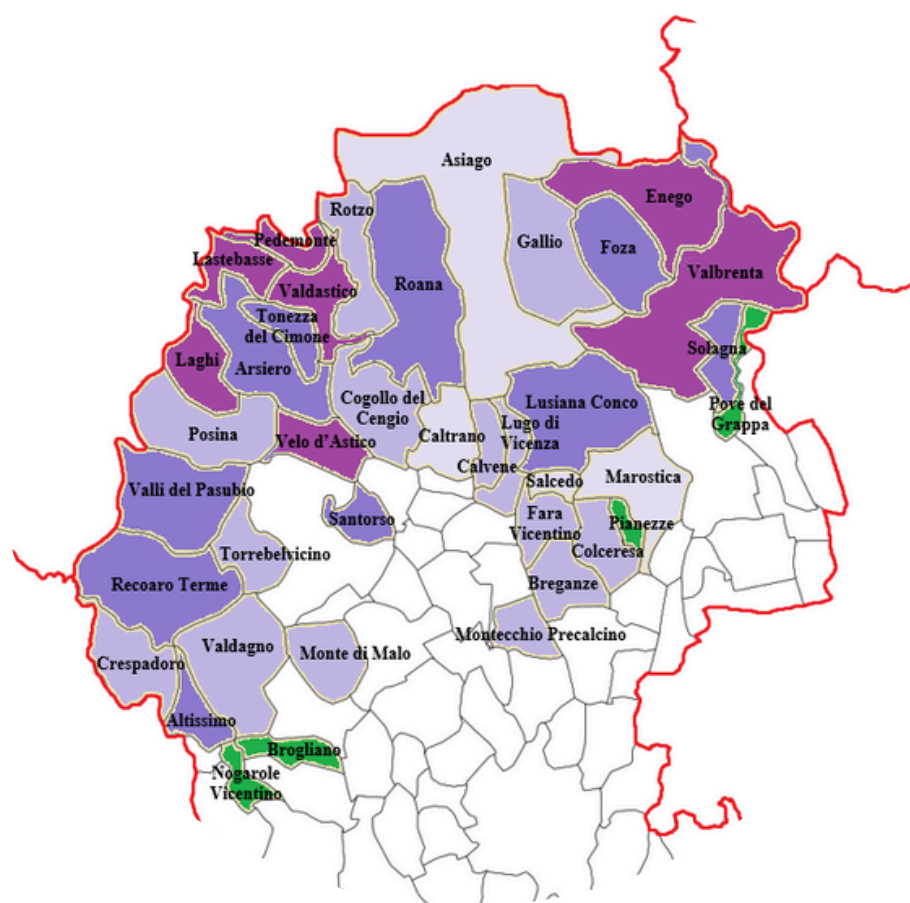 Asiago
Enego
Rotzo
Gallio
Foza
Pedemonte
Lastebasse
Valbrenta
Roana
Valdastico
Tonezza
del Cimone
Solagna
Laghi
Arsiero
Cogollo del
Cengio
Lusiana Conco
Pove del
Grappa
Posina
Velo d’Astico
Caltrano
Lugo di
Vicenza
Calvene
Salcedo
Marostica
Valli del Pasubio
Santorso
Fara
Vicentino
Pianezze
Colceresa
Torrebelvicino
Recoaro Terme
Breganze
Montecchio Precalcino
Valdagno
Monte di Malo
Crespadoro
Altissimo
Brogliano
Nogarole
Vicentino